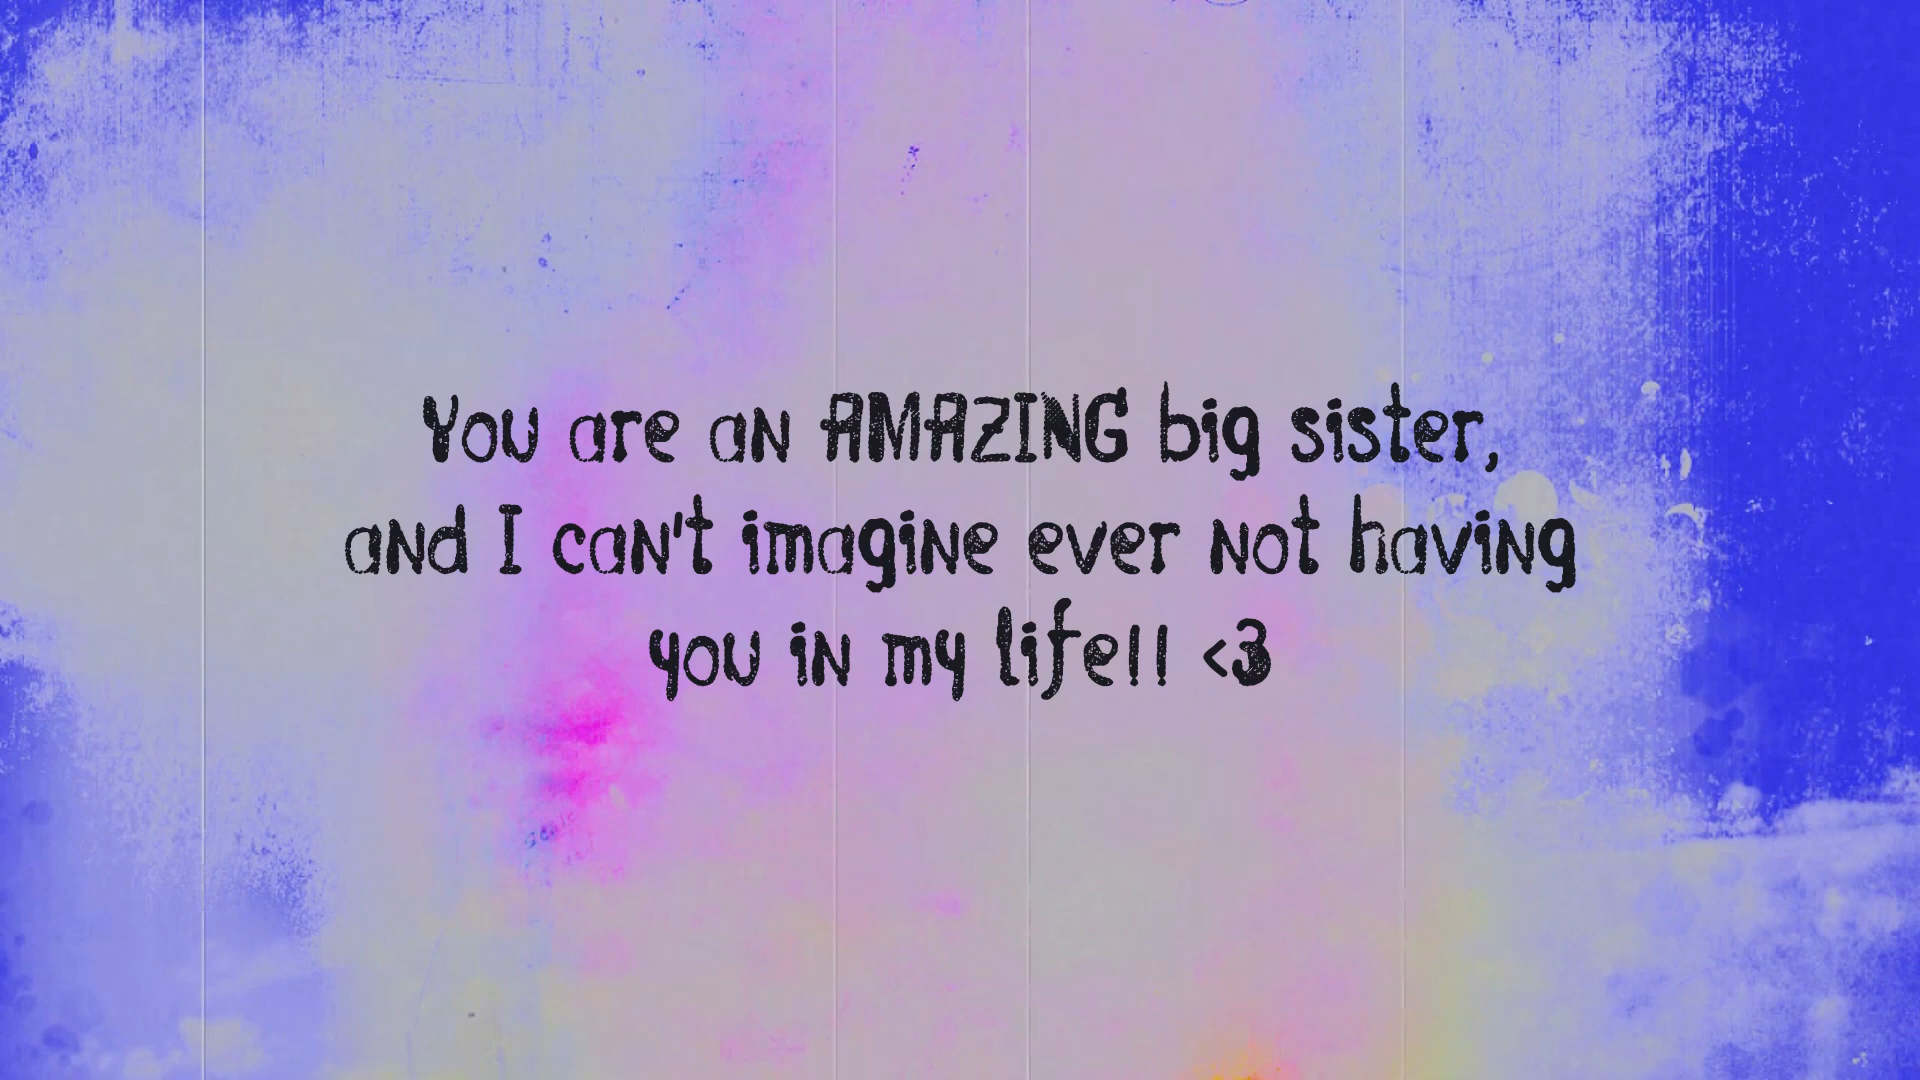 You are an AMAZING big sister,
and I can't imagine ever not having
you in my life!! <3